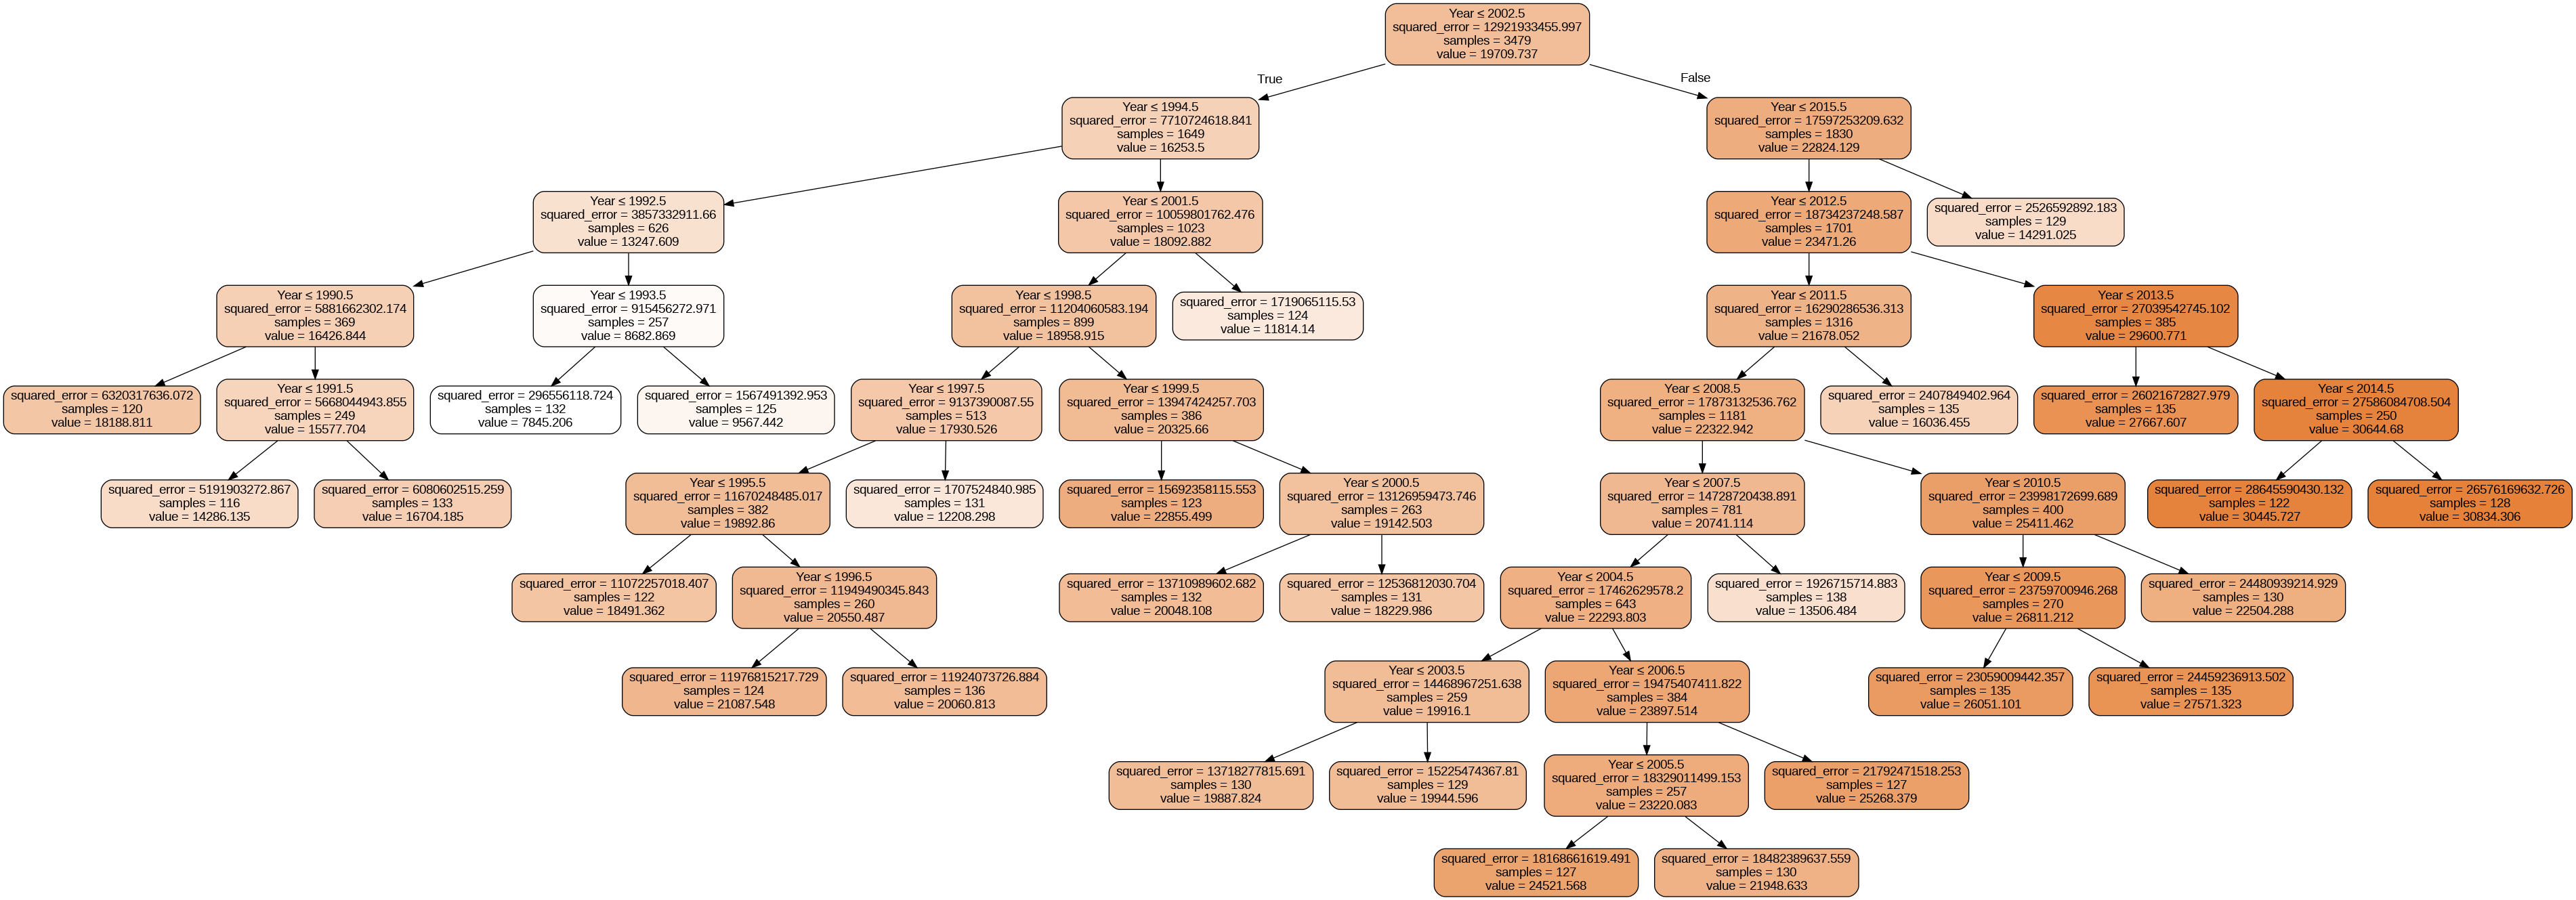 Year ≤ 2002.5
squared_error = 12921933455.997
samples = 3479
value = 19709.737
True
False
Year ≤ 1994.5
squared_error = 7710724618.841
samples = 1649
value = 16253.5
Year ≤ 2015.5
squared_error = 17597253209.632
samples = 1830
value = 22824.129
Year ≤ 1992.5
squared_error = 3857332911.66
samples = 626
value = 13247.609
Year ≤ 2001.5
squared_error = 10059801762.476
samples = 1023
value = 18092.882
Year ≤ 2012.5
squared_error = 18734237248.587
samples = 1701
value = 23471.26
squared_error = 2526592892.183
samples = 129
value = 14291.025
Year ≤ 1990.5
squared_error = 5881662302.174
samples = 369
value = 16426.844
Year ≤ 1993.5
squared_error = 915456272.971
samples = 257
value = 8682.869
Year ≤ 1998.5
squared_error = 11204060583.194
samples = 899
value = 18958.915
squared_error = 1719065115.53
samples = 124
value = 11814.14
Year ≤ 2011.5
squared_error = 16290286536.313
samples = 1316
value = 21678.052
Year ≤ 2013.5
squared_error = 27039542745.102
samples = 385
value = 29600.771
squared_error = 6320317636.072
samples = 120
value = 18188.811
Year ≤ 1991.5
squared_error = 5668044943.855
samples = 249
value = 15577.704
squared_error = 296556118.724
samples = 132
value = 7845.206
squared_error = 1567491392.953
samples = 125
value = 9567.442
Year ≤ 1997.5
squared_error = 9137390087.55
samples = 513
value = 17930.526
Year ≤ 1999.5
squared_error = 13947424257.703
samples = 386
value = 20325.66
Year ≤ 2008.5
squared_error = 17873132536.762
samples = 1181
value = 22322.942
squared_error = 2407849402.964
samples = 135
value = 16036.455
squared_error = 26021672827.979
samples = 135
value = 27667.607
Year ≤ 2014.5
squared_error = 27586084708.504
samples = 250
value = 30644.68
squared_error = 5191903272.867
samples = 116
value = 14286.135
squared_error = 6080602515.259
samples = 133
value = 16704.185
Year ≤ 1995.5
squared_error = 11670248485.017
samples = 382
value = 19892.86
squared_error = 1707524840.985
samples = 131
value = 12208.298
squared_error = 15692358115.553
samples = 123
value = 22855.499
Year ≤ 2000.5
squared_error = 13126959473.746
samples = 263
value = 19142.503
Year ≤ 2007.5
squared_error = 14728720438.891
samples = 781
value = 20741.114
Year ≤ 2010.5
squared_error = 23998172699.689
samples = 400
value = 25411.462
squared_error = 28645590430.132
samples = 122
value = 30445.727
squared_error = 26576169632.726
samples = 128
value = 30834.306
squared_error = 11072257018.407
samples = 122
value = 18491.362
Year ≤ 1996.5
squared_error = 11949490345.843
samples = 260
value = 20550.487
squared_error = 13710989602.682
samples = 132
value = 20048.108
squared_error = 12536812030.704
samples = 131
value = 18229.986
Year ≤ 2004.5
squared_error = 17462629578.2
samples = 643
value = 22293.803
squared_error = 1926715714.883
samples = 138
value = 13506.484
Year ≤ 2009.5
squared_error = 23759700946.268
samples = 270
value = 26811.212
squared_error = 24480939214.929
samples = 130
value = 22504.288
squared_error = 11976815217.729
samples = 124
value = 21087.548
squared_error = 11924073726.884
samples = 136
value = 20060.813
Year ≤ 2003.5
squared_error = 14468967251.638
samples = 259
value = 19916.1
Year ≤ 2006.5
squared_error = 19475407411.822
samples = 384
value = 23897.514
squared_error = 23059009442.357
samples = 135
value = 26051.101
squared_error = 24459236913.502
samples = 135
value = 27571.323
squared_error = 13718277815.691
samples = 130
value = 19887.824
squared_error = 15225474367.81
samples = 129
value = 19944.596
Year ≤ 2005.5
squared_error = 18329011499.153
samples = 257
value = 23220.083
squared_error = 21792471518.253
samples = 127
value = 25268.379
squared_error = 18168661619.491
samples = 127
value = 24521.568
squared_error = 18482389637.559
samples = 130
value = 21948.633